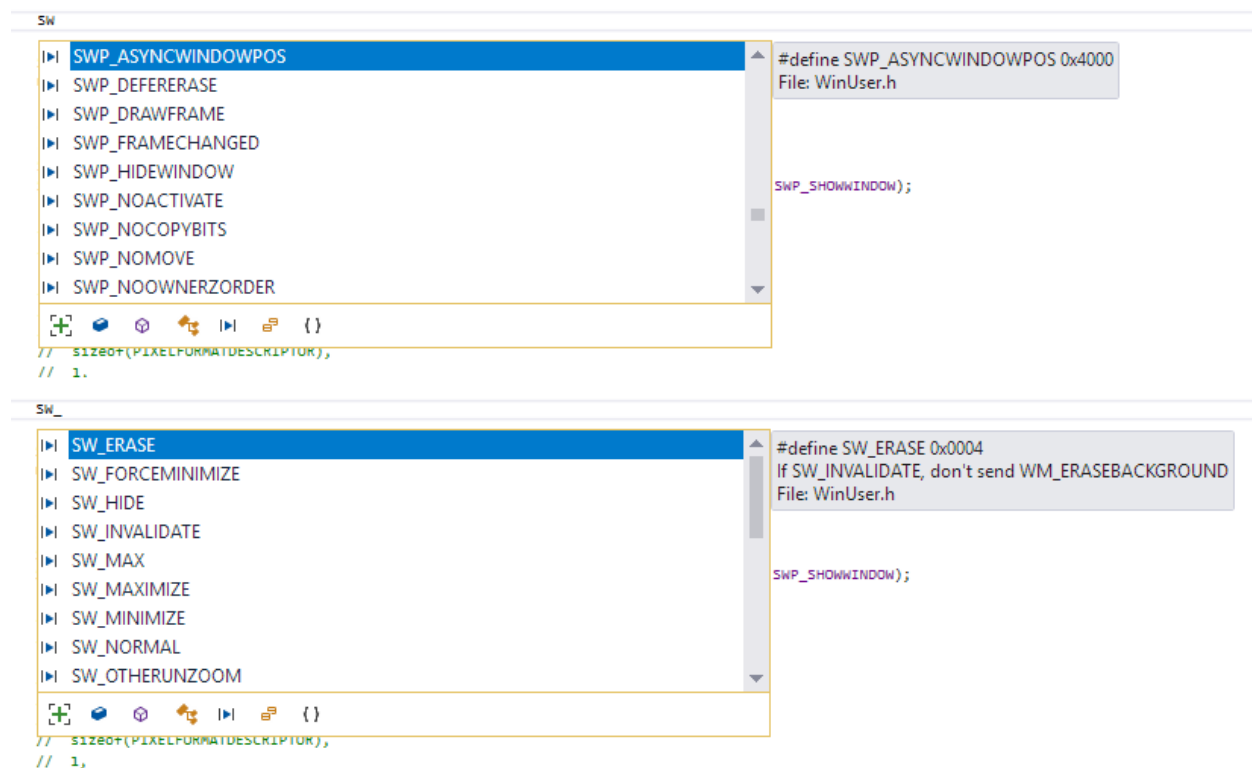 SW
SWP_ASYNCWINDOWPOS
#define SWP_ASYNCWINDOWPOS 0x4000
SWP_DEFERERASE
File: WinUser.h
SWP_DRAWFRAME
SWP_FRAMECHANGED
SWP_HIDEWINDOW
SWP_SHOWWINDOW);
SWP_NOACTIVATE
SWP_NOCOPYBITS
SWP_NOMOVE
SWP_NOOWNERZORDER
{ }
// sizeof(PIXELFORMATDESCRIPTOR),
// 1.
SW_
SW_ERASE
#define SW_ERASE 0x0004
SW_FORCEMINIMIZE
If SW_INVALIDATE, don't send WM_ERASEBACKGROUND
SW_HIDE
File: WinUser.h
SW_INVALIDATE
SW_MAX
SWP_SHOWWINDOW);
SW_MAXIMIZE
SW_MINIMIZE
SW_NORMAL
SW_OTHERUNZOOM
{ }
// sizeof(PIXELFORMATDESCRIPTOR),
// 1,